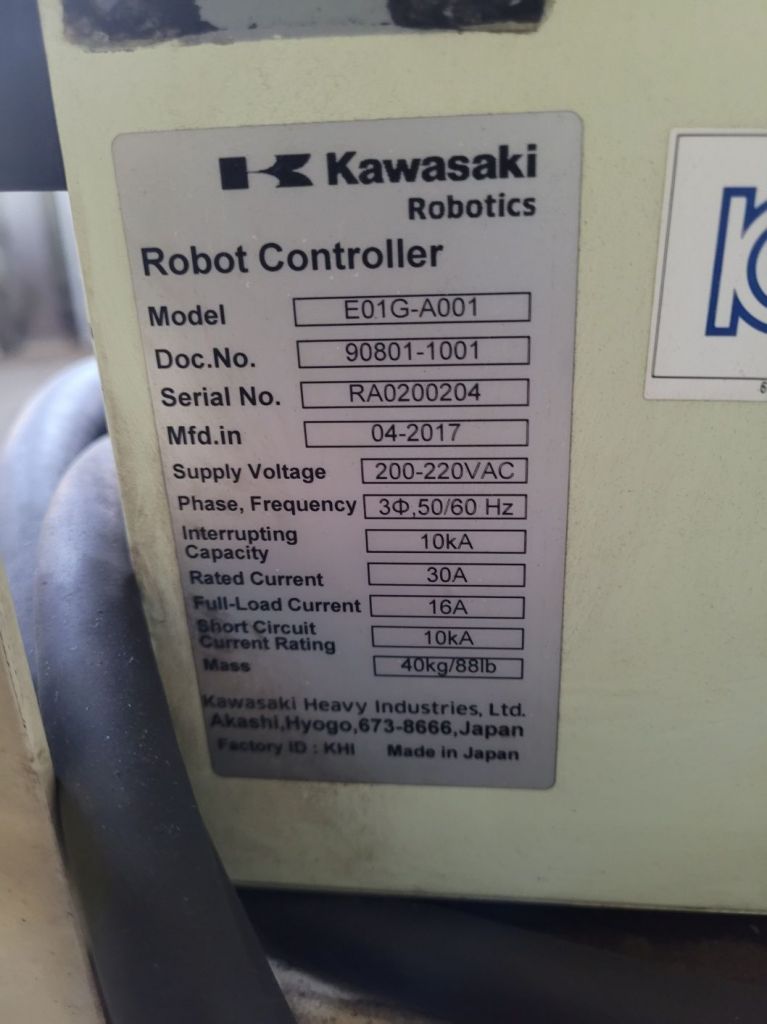 Kawasaki
Robotics
Robot Controller
Model E01G-A001
Doc.No. 90801-1001
Serial No. RA0200204
Mfd.in 04-2017
Supply Voltage 200-220VAC
Phase, Frequency 3Φ,50/60 Hz
Interrupting
Capacity 10kA
Rated Current 30A
Full-Load Current 16A
Short Circuit
Current Rating 10kA
Mass 40kg/88lb
Kawasaki Heavy Industries, Ltd.
Akashi,Hyogo,673-8666,Japan
Factory ID : KHI Made in Japan